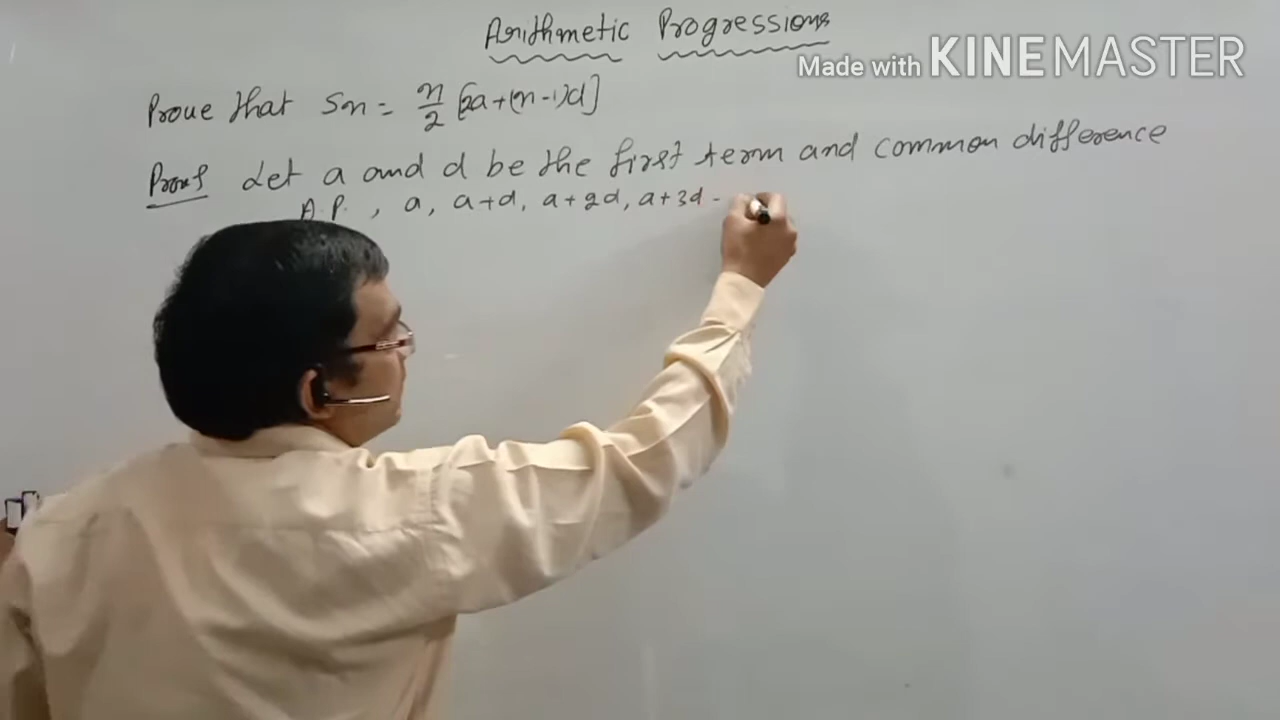 Arithmetic Progressions
Made with KINEMASTER
Prove that Sn = n/2 [2a+(n-1)d]
Proof Let a and d be the first term and common difference
A.P., a, a+d, a+2d, a+3d -